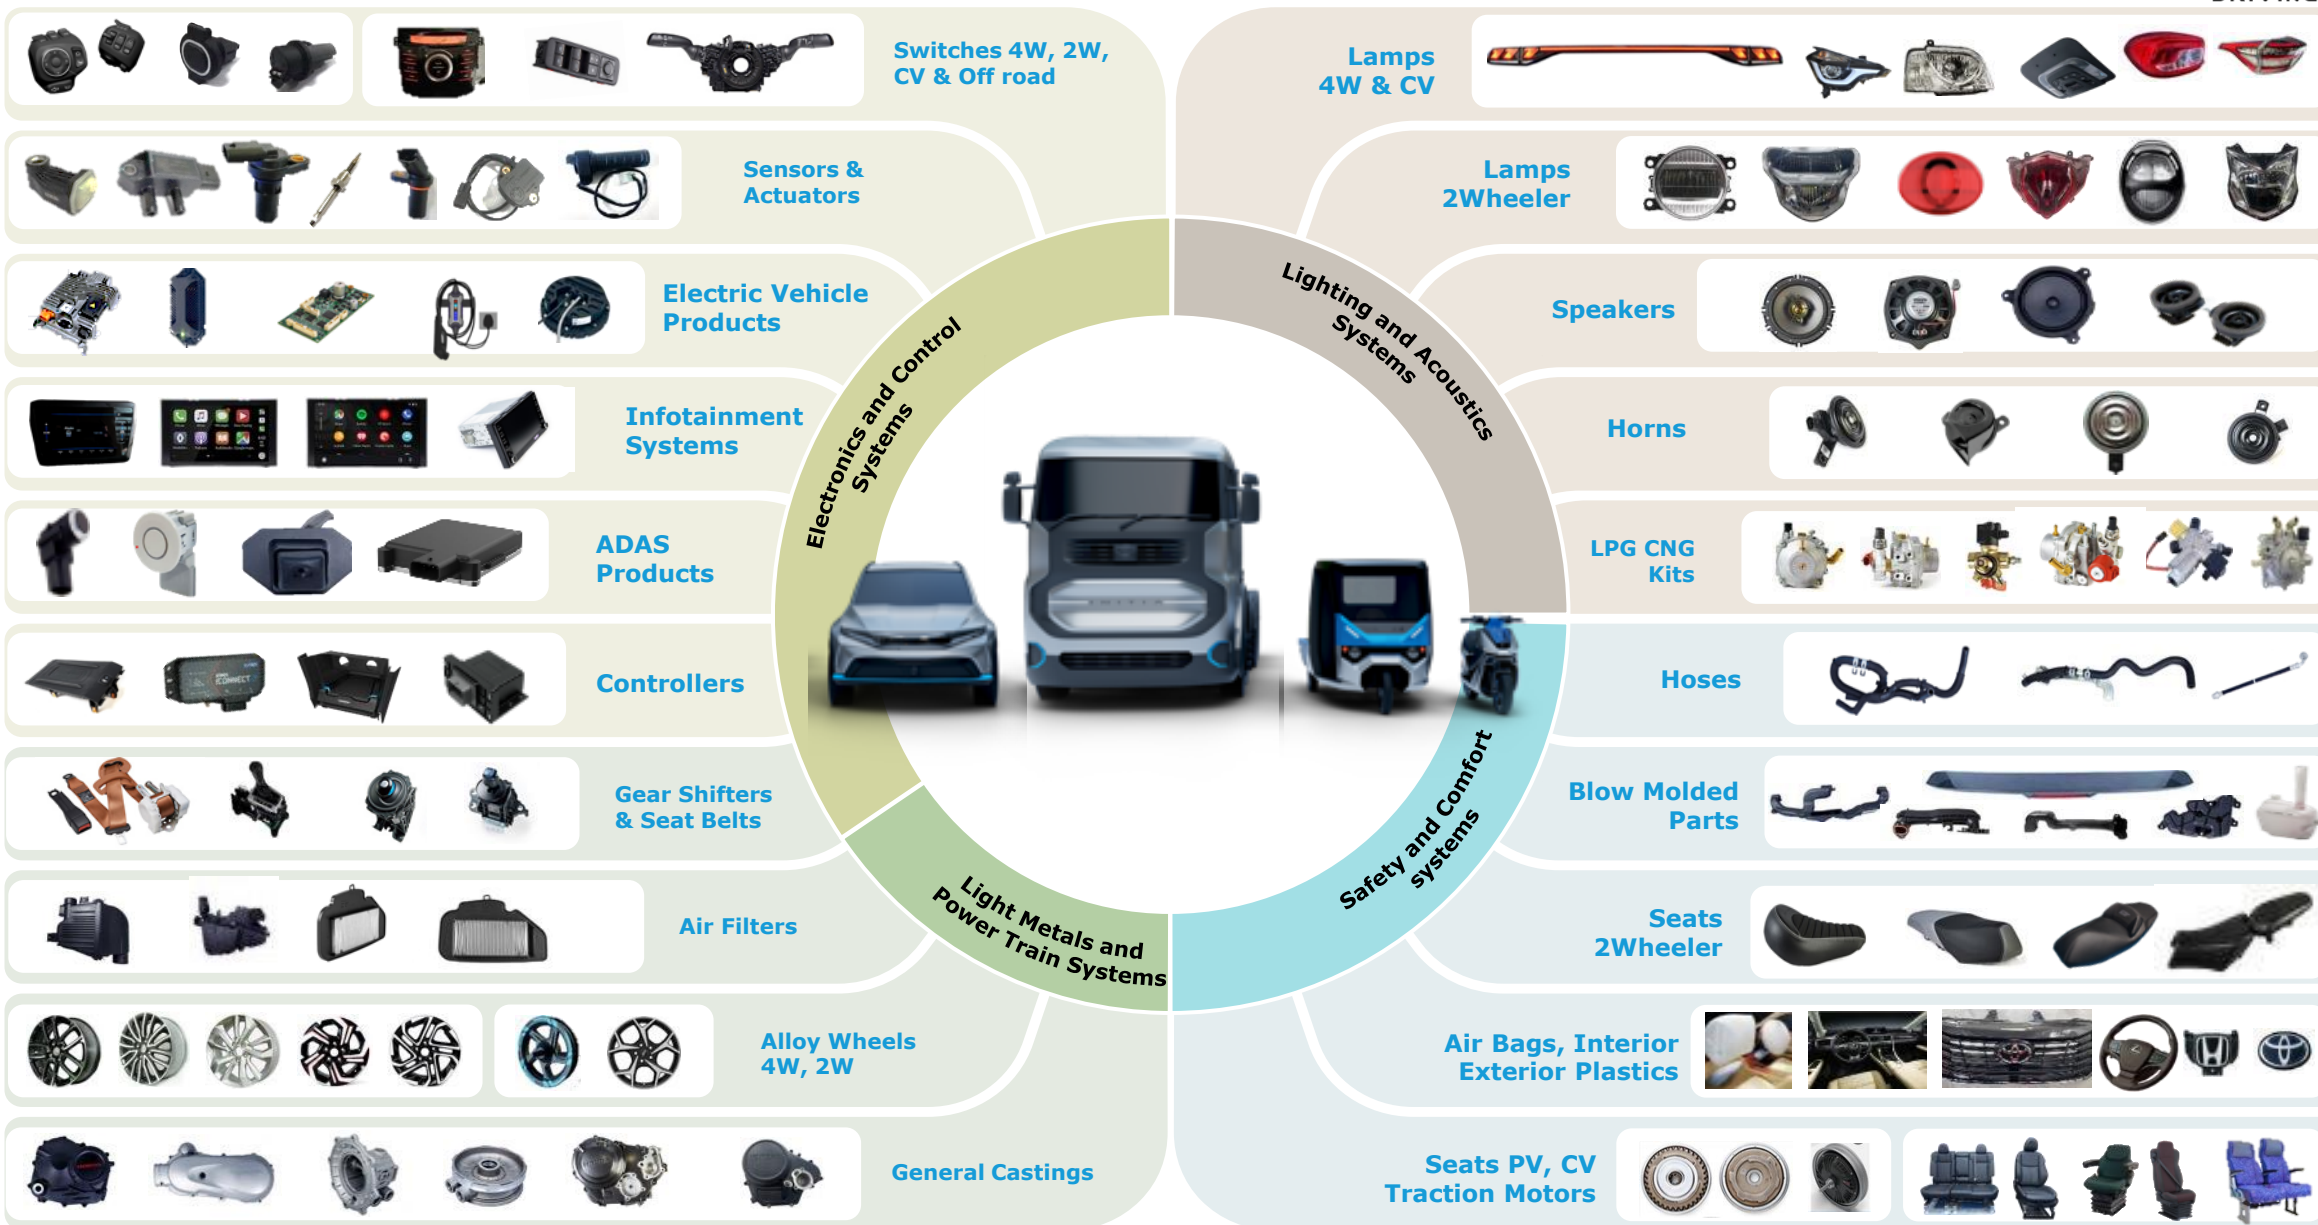 Switches 4W, 2W,
CV & Off road
Sensors &
Actuators
Electric Vehicle
Products
Infotainment
Systems
ADAS
Products
Controllers
Gear Shifters
& Seat Belts
Air Filters
Alloy Wheels
4W, 2W
General Castings
Electronics and Control
Systems
Lighting and Acoustics
Systems
Light Metals and
Power Train Systems
Safety and Comfort
systems
Lamps
4W & CV
Lamps
2Wheeler
Speakers
Horns
LPG CNG
Kits
Hoses
Blow Molded
Parts
Seats
2Wheeler
Air Bags, Interior
Exterior Plastics
Seats PV, CV
Traction Motors